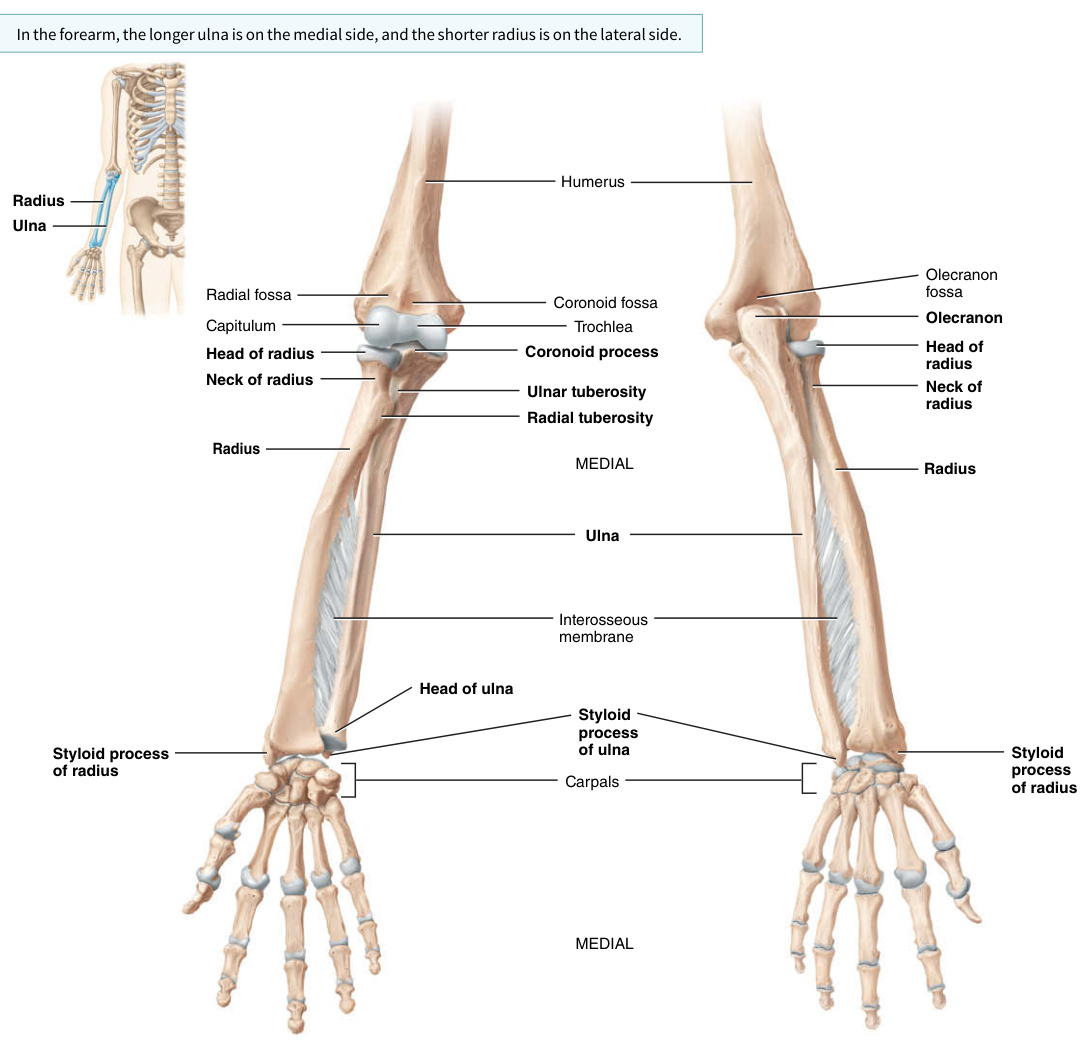 In the forearm, the longer ulna is on the medial side, and the shorter radius is on the lateral side.
Radius
Ulna
Humerus
Radial fossa
Capitulum
Head of radius
Neck of radius
Radius
Coronoid fossa
Trochlea
Coronoid process
Ulnar tuberosity
Radial tuberosity
MEDIAL
Olecranon
fossa
Olecranon
Head of
radius
Neck of
radius
Radius
Ulna
Interosseous
membrane
Head of ulna
Styloid
process
of ulna
Styloid process
of radius
Carpals
Styloid
process
of radius
MEDIAL